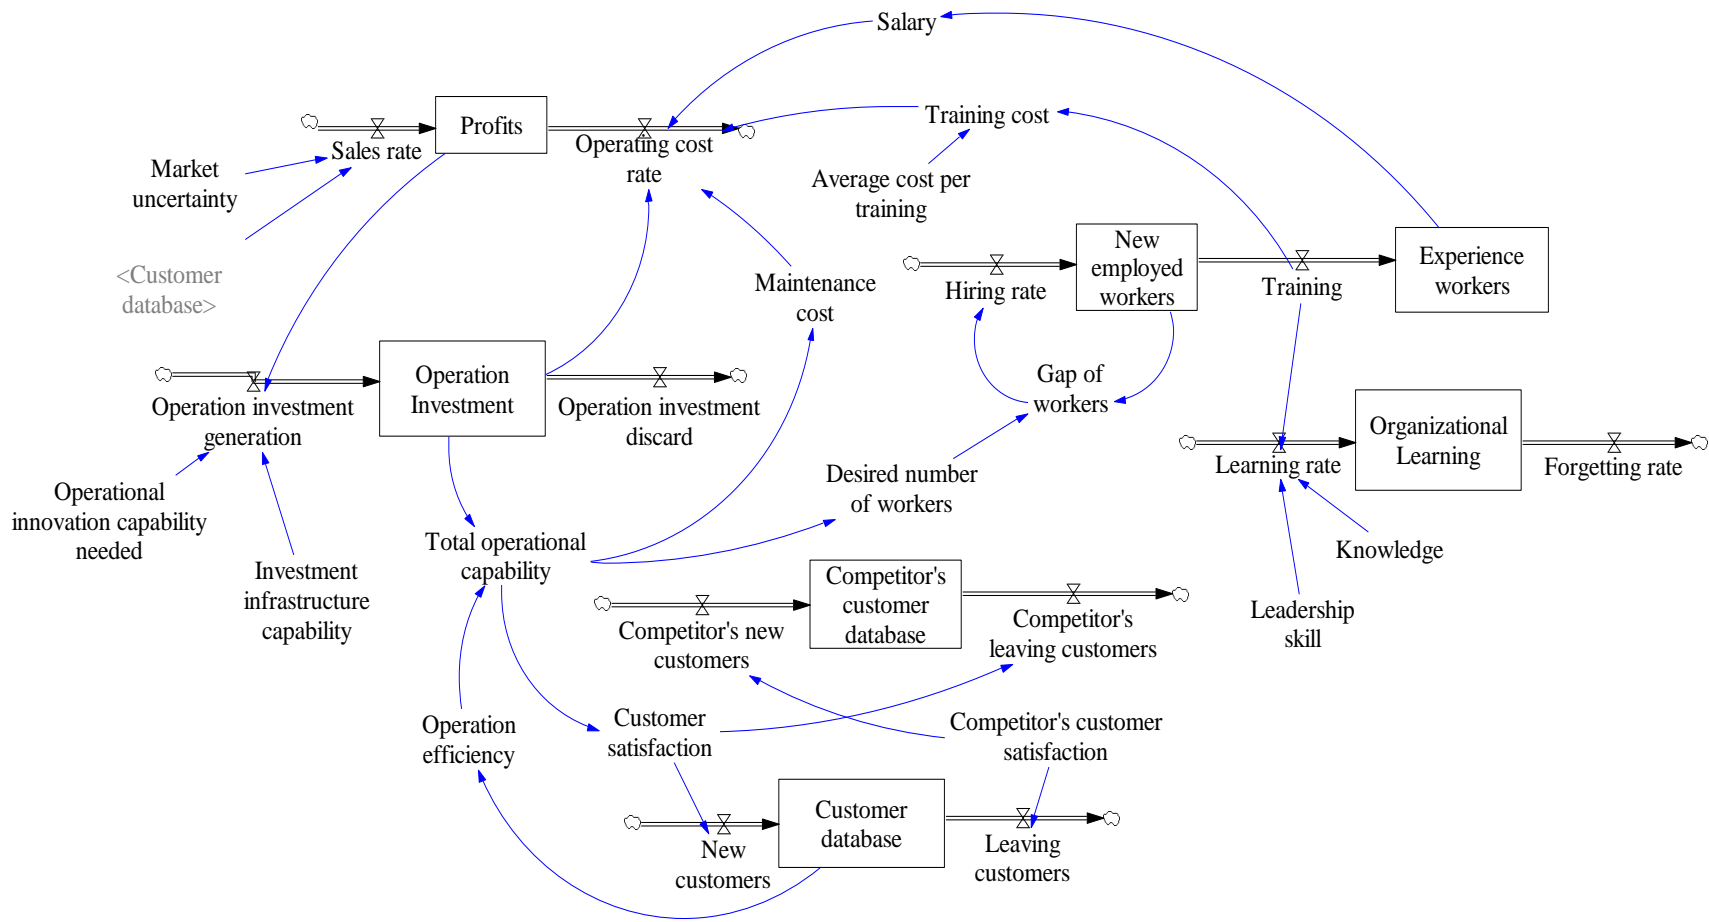 Salary
Profits
Training cost
Sales rate
Operating cost
rate
Market
uncertainty
Average cost per
training
<Customer
database>
New
employed
workers
Experience
workers
Hiring rate
Training
Maintenance
cost
Operation
Investment
Operation investment
generation
Operation investment
discard
Gap of
workers
Organizational
Learning
Learning rate
Forgetting rate
Desired number
of workers
Operational
innovation capability
needed
Investment
infrastructure
capability
Total operational
capability
Knowledge
Leadership
skill
Competitor's
customer
database
Competitor's new
customers
Competitor's
leaving customers
Operation
efficiency
Customer
satisfaction
Competitor's customer
satisfaction
Customer
database
New
customers
Leaving
customers